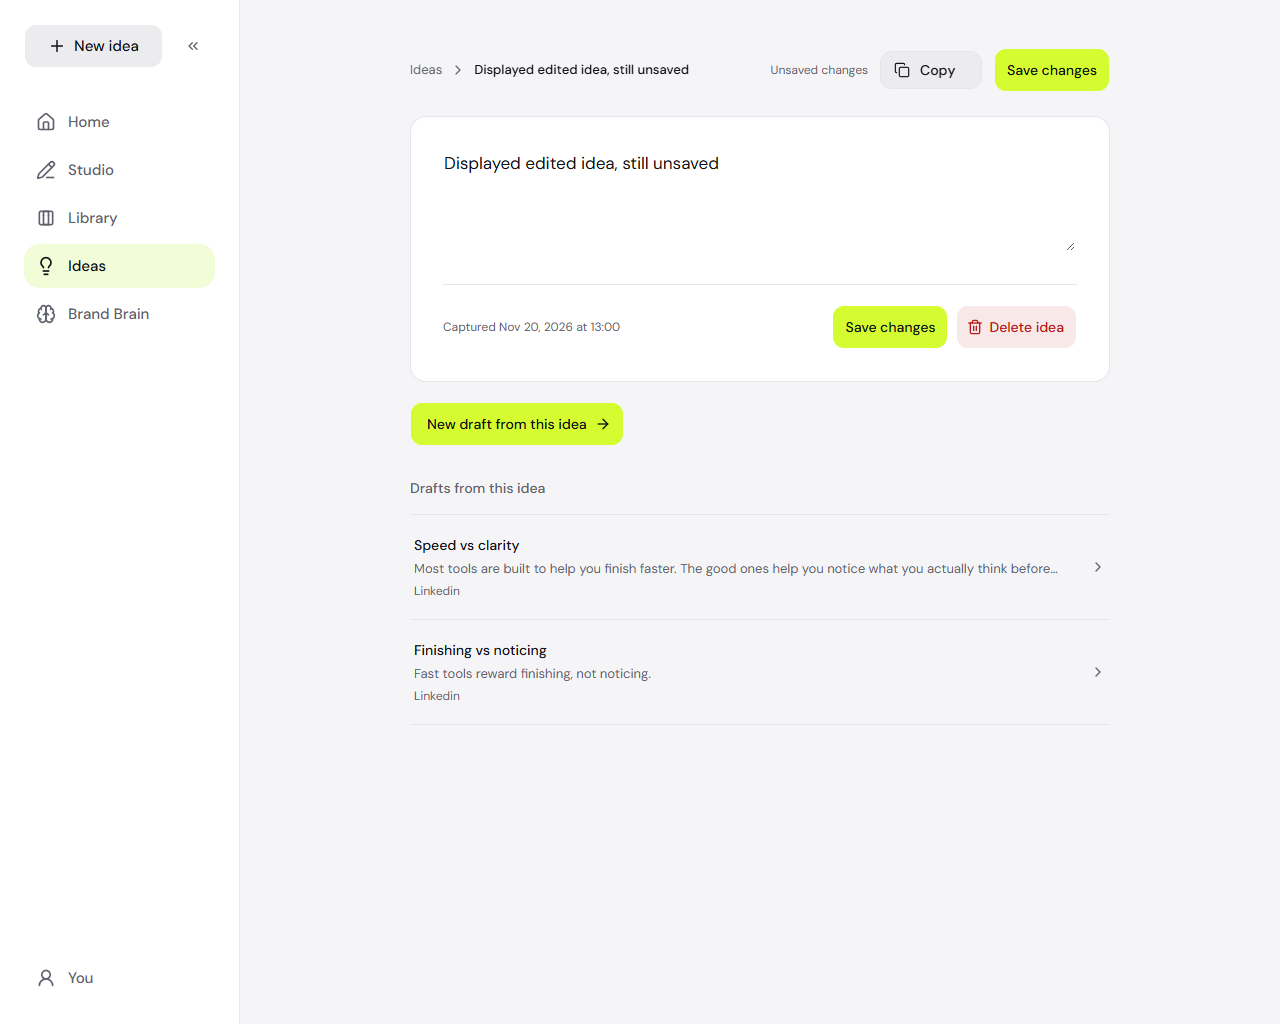 New idea
Home
Studio
Library
Ideas
Brand Brain
You
Ideas > Displayed edited idea, still unsaved
Unsaved changes
Copy
Save changes
Displayed edited idea, still unsaved
Captured Nov 20, 2026 at 13:00
Save changes
Delete idea
New draft from this idea
Drafts from this idea
Speed vs clarity
Most tools are built to help you finish faster. The good ones help you notice what you actually think before…
Linkedin
Finishing vs noticing
Fast tools reward finishing, not noticing.
Linkedin